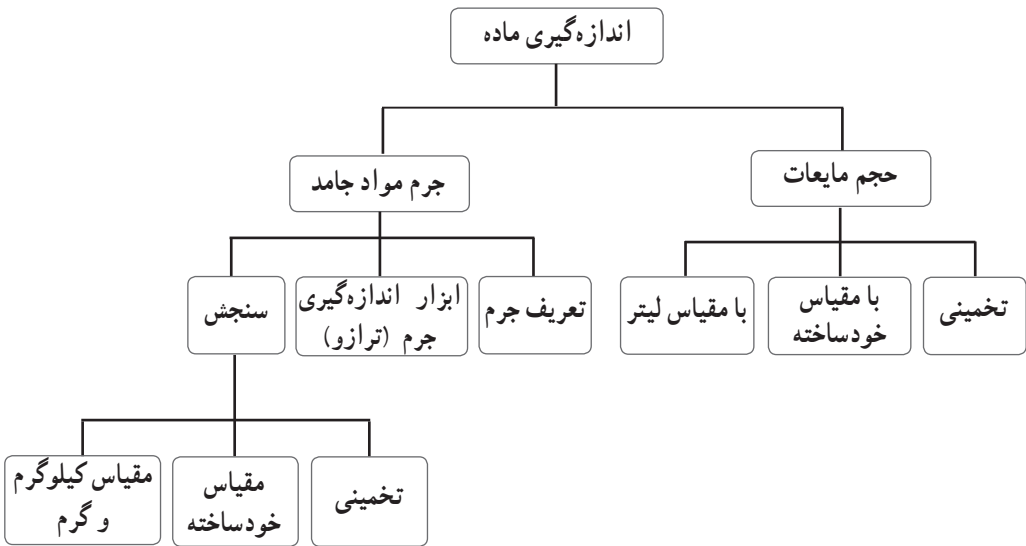 اندازه‌گیری ماده
حجم مایعات
جرم مواد جامد
تخمینی
با مقیاس
خودساخته
با مقیاس لیتر
تعریف جرم
ابزار اندازه‌گیری
جرم (ترازو)
سنجش
تخمینی
مقیاس
خودساخته
مقیاس کیلوگرم
و گرم